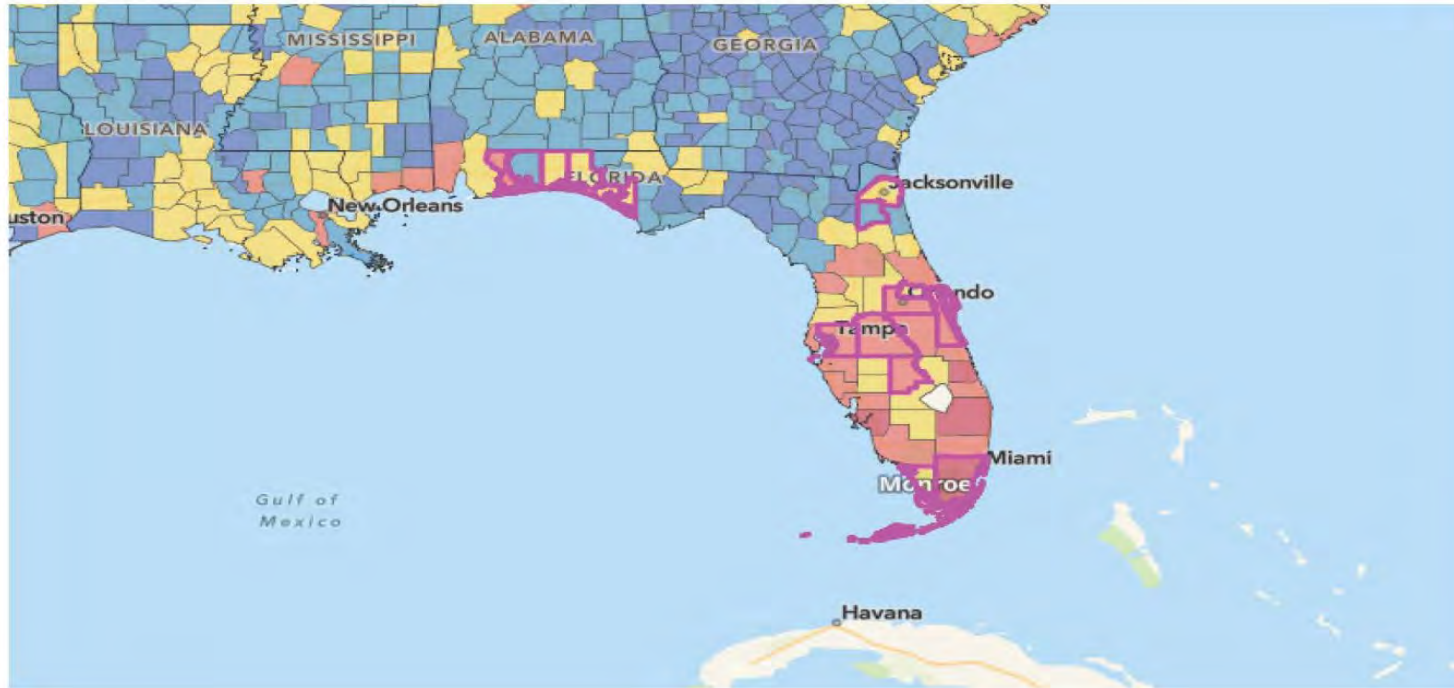 MISSISSIPPI
ALABAMA
GEORGIA
LOUISIANA
FLORIDA
Jacksonville
uston
New Orleans
Orlando
Tampa
Miami
Monroe
Gulf of
Mexico
Havana